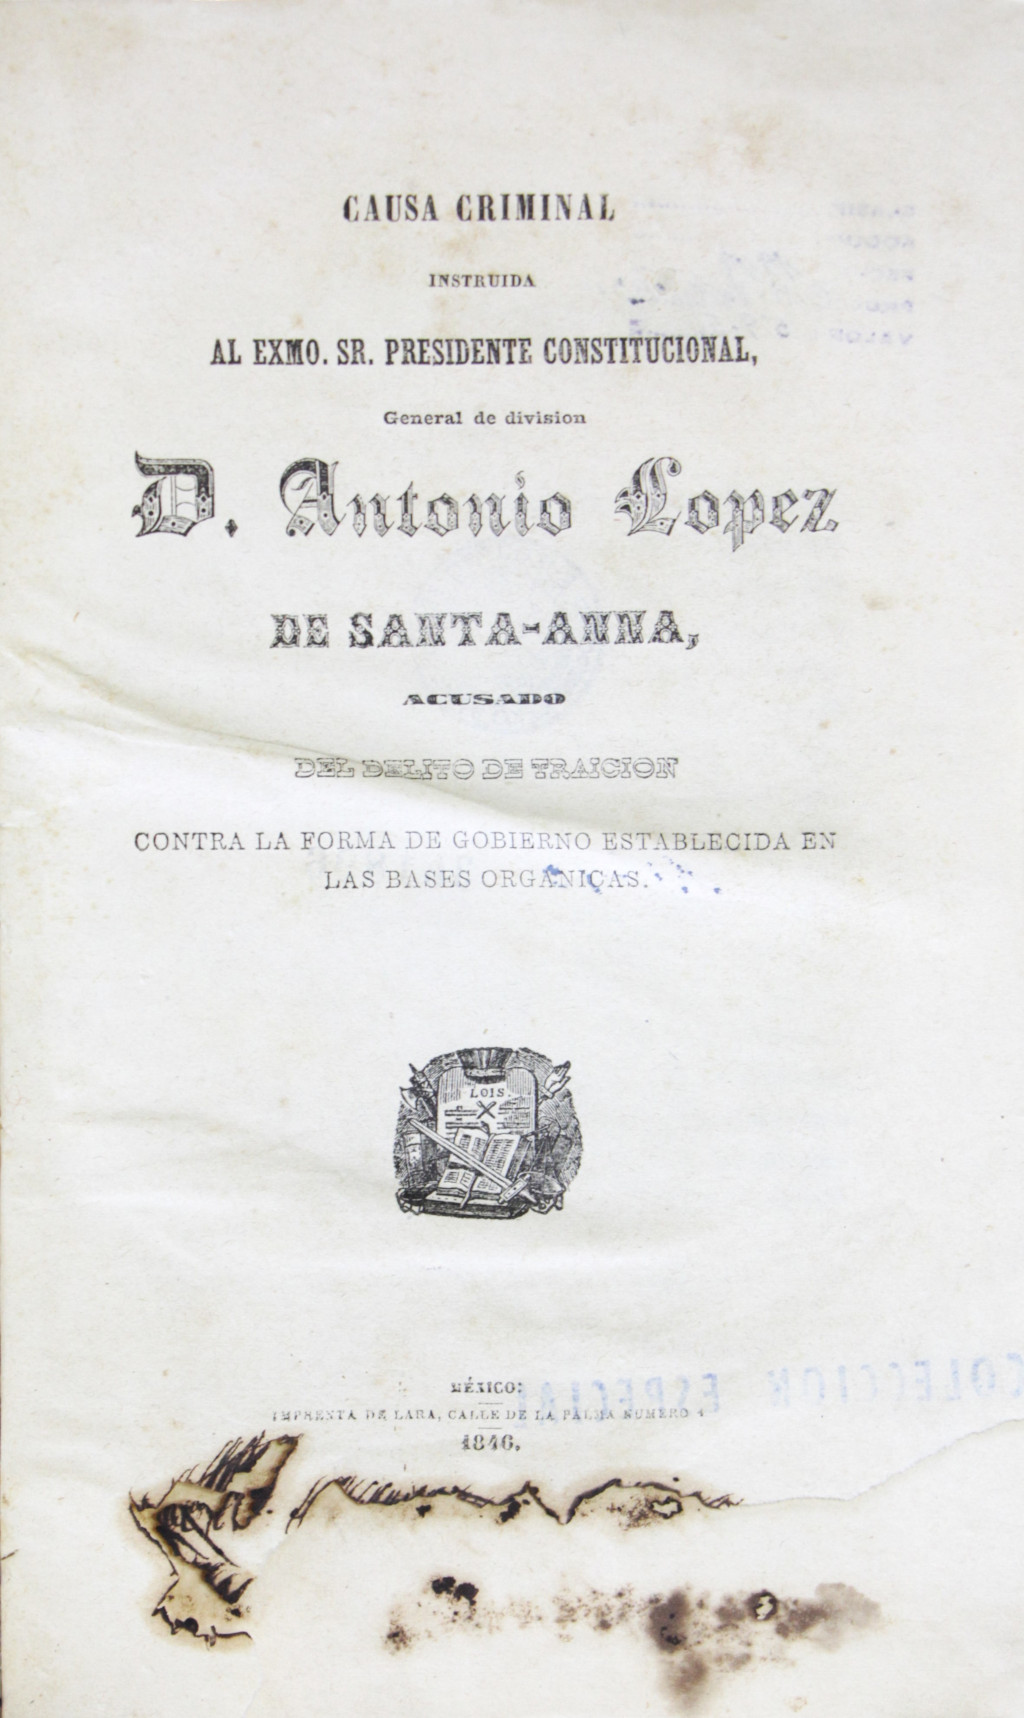 CAUSA CRIMINAL
INSTRUIDA
AL EXMO. SR. PRESIDENTE CONSTITUCIONAL,
General de division
D. Antonio Lopez
DE SANTA-ANNA,
ACUSADO
DEL DELITO DE TRAICION
CONTRA LA FORMA DE GOBIERNO ESTABLECIDA EN
LAS BASES ORGANICAS.
LOIS.
MÉXICO:
IMPRENTA DE LARA, CALLE DE LA PALMA NUMERO 4
1846.
COLECCION ESPECIAL